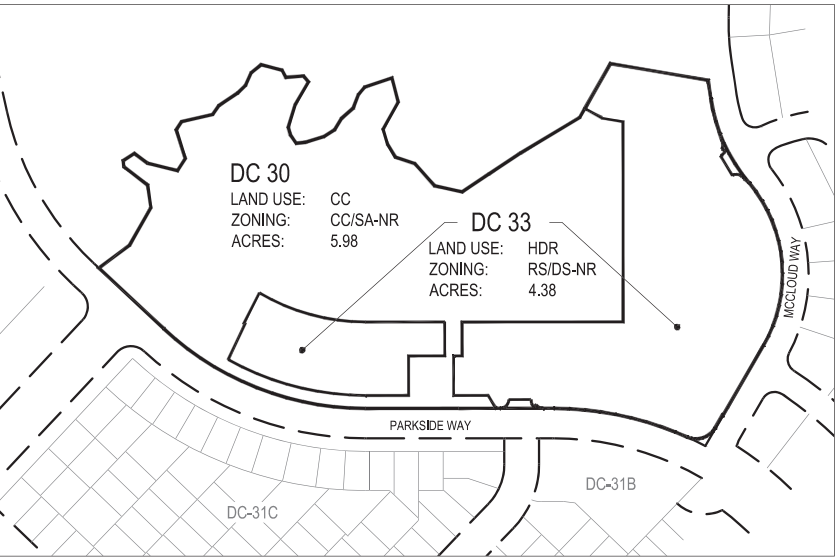 DC 30
LAND USE: CC
ZONING: CC/SA-NR
ACRES: 5.98
DC 33
LAND USE: HDR
ZONING: RS/DS-NR
ACRES: 4.38
MCCLOUD WAY
PARKSIDE WAY
DC-31C
DC-31B